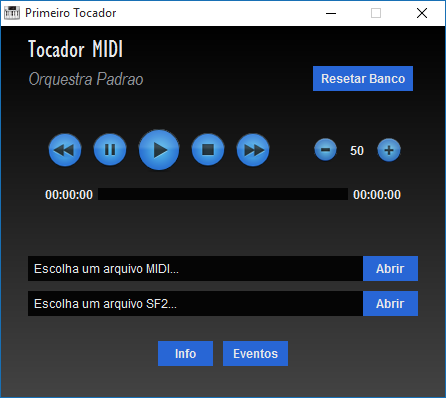 Primeiro Tocador
Tocador MIDI
Orquestra Padrao
Resetar Banco
50
00:00:00 00:00:00
Escolha um arquivo MIDI... Abrir
Escolha um arquivo SF2... Abrir
Info Eventos